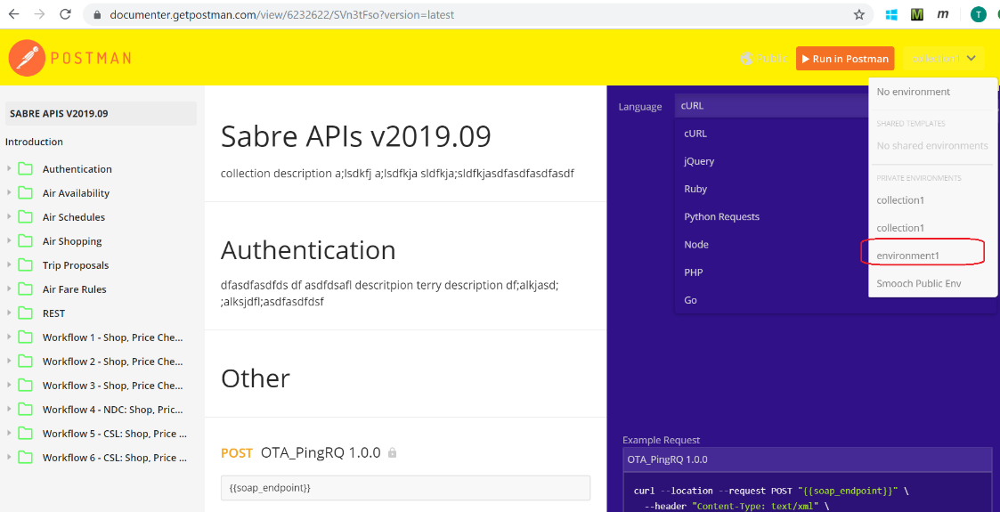 documenter.getpostman.com/view/6232622/SVn3tFso?version=latest
M
m
T
POSTMAN
Public
Run in Postman
collection1
SABRE APIS V2019.09
Introduction
Authentication
Air Availability
Air Schedules
Air Shopping
Trip Proposals
Air Fare Rules
REST
Workflow 1 - Shop, Price Che...
Workflow 2 - Shop, Price Che...
Workflow 3 - Shop, Price Che...
Workflow 4 - NDC: Shop, Pric...
Workflow 5 - CSL: Shop, Price ...
Workflow 6 - CSL: Shop, Price ...
Sabre APIs v2019.09
collection description a;lsdkfj a;lsdfkja sldfkja;sldfkjasdfasdfasdfasdf
Authentication
dfasdfasdfds df asdfdsafl descritpion terry description df;alkjasd;
;alksjdfl;asdfasdfdsf
Other
POST OTA_PingRQ 1.0.0
{{soap_endpoint}}
Language
cURL
cURL
jQuery
Ruby
Python Requests
Node
PHP
Go
No environment
SHARED TEMPLATES
No shared environments
PRIVATE ENVIRONMENTS
collection1
collection1
environment1
Smooch Public Env
Example Request
OTA_PingRQ 1.0.0
curl --location --request POST "{{soap_endpoint}}" \
--header "Content-Type: text/xml" \